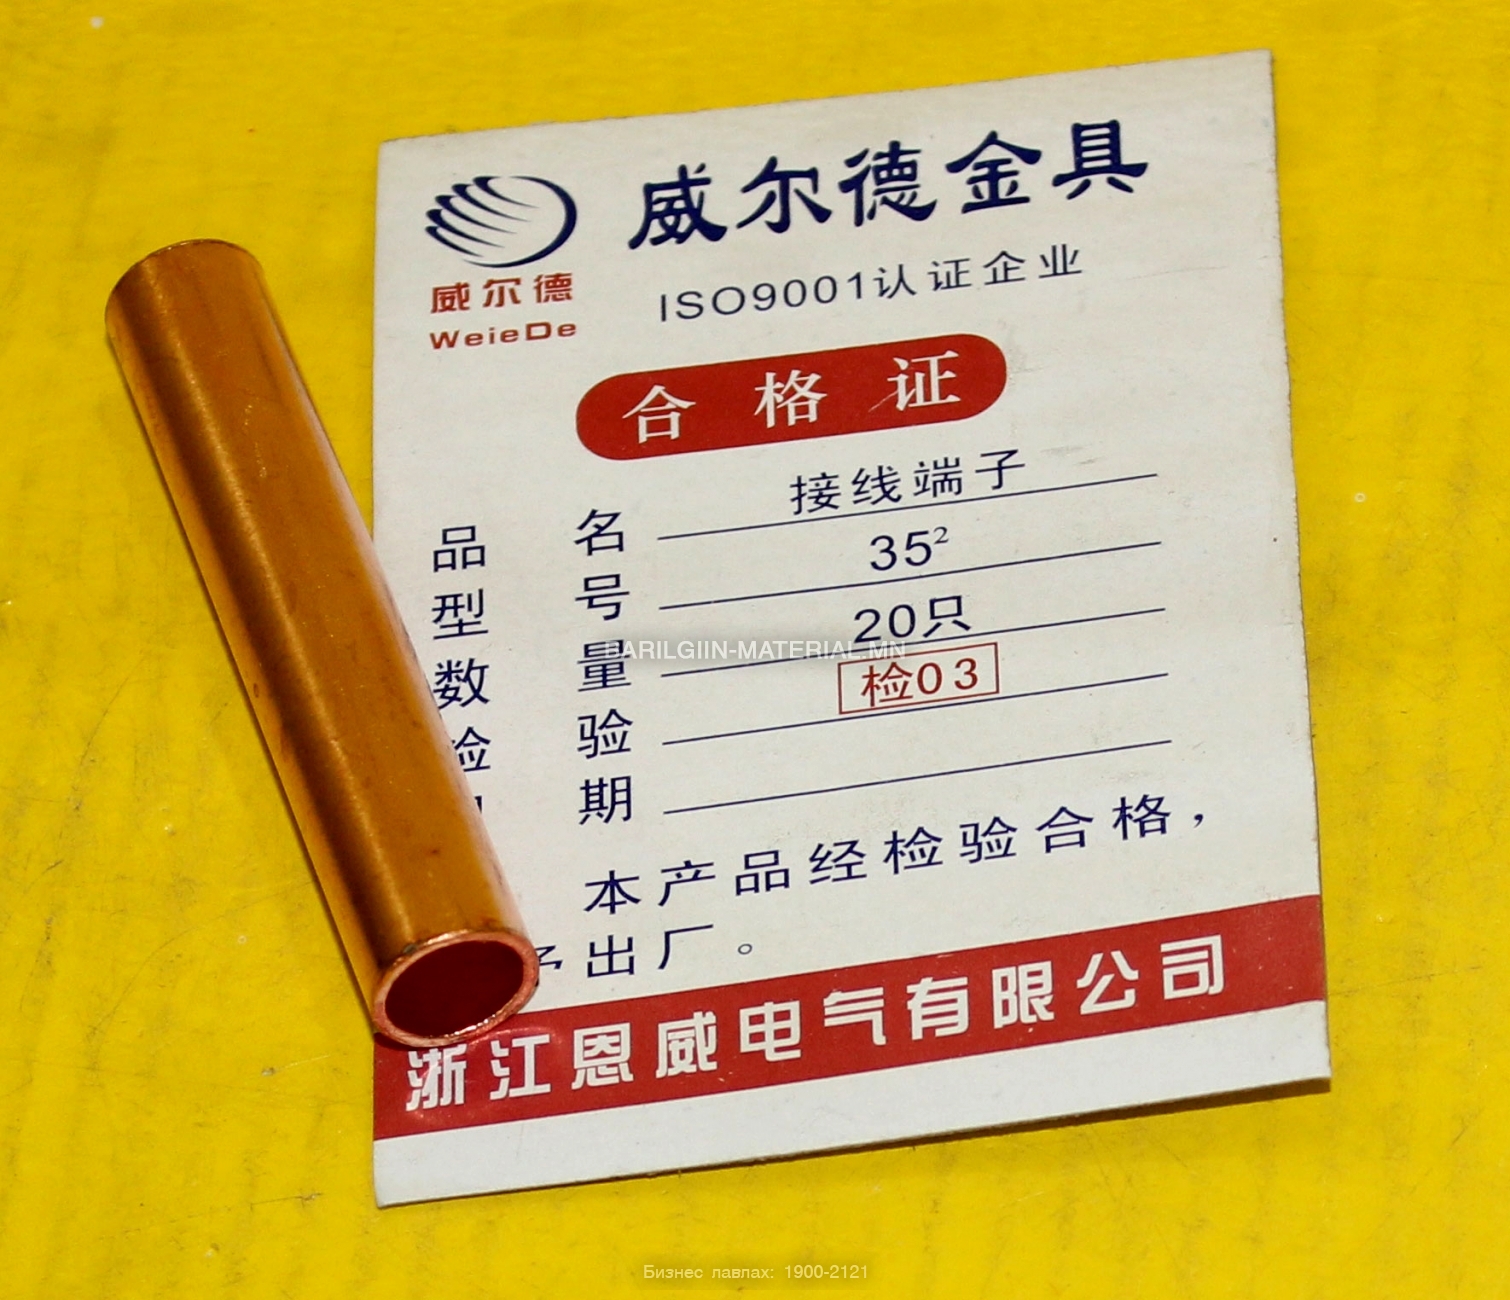 威尔德金具
威尔德
WeieDe
ISO9001认证企业
合格证
品名 接线端子
型号 35²
数量 20只
检验 检03
期
本产品经检验合格，
予出厂。
浙江恩威电气有限公司
BARILGIIN-MATERIAL.MN
Бизнес лавлах: 1900-2121